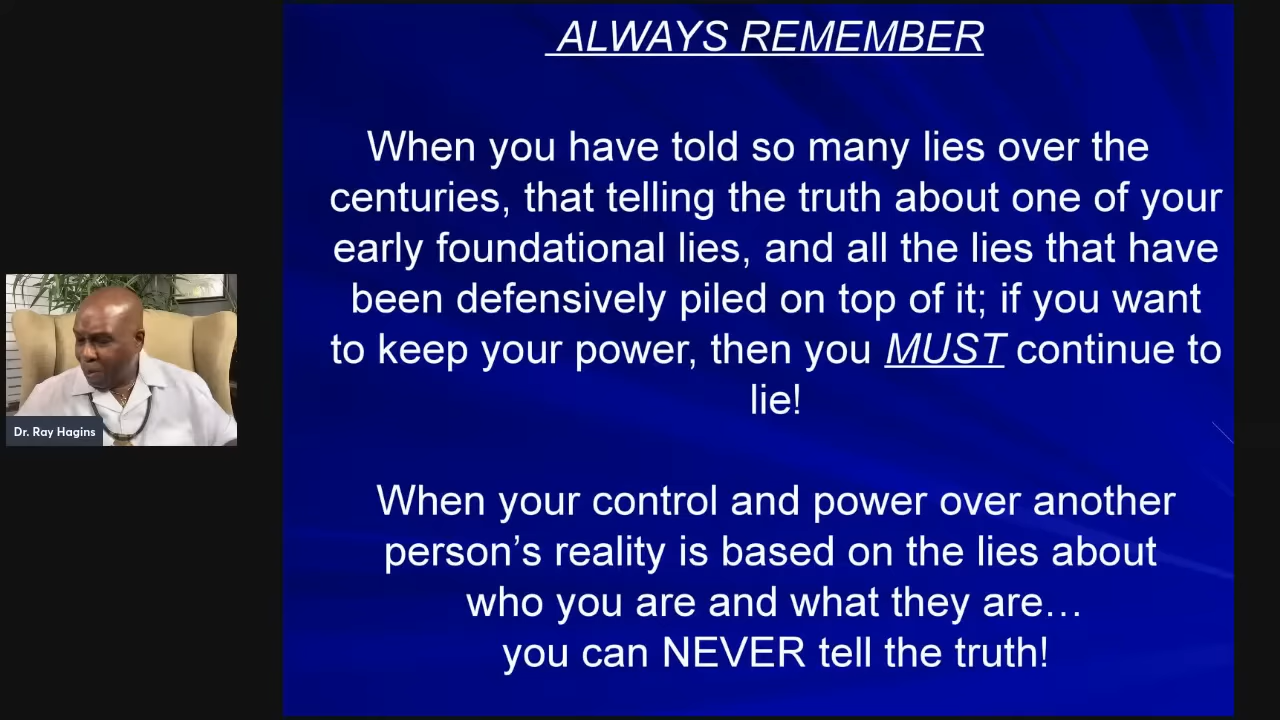 ALWAYS REMEMBER
When you have told so many lies over the
centuries, that telling the truth about one of your
early foundational lies, and all the lies that have
been defensively piled on top of it; if you want
to keep your power, then you MUST continue to
lie!
When your control and power over another
person’s reality is based on the lies about
who you are and what they are…
you can NEVER tell the truth!
Dr. Ray Hagins